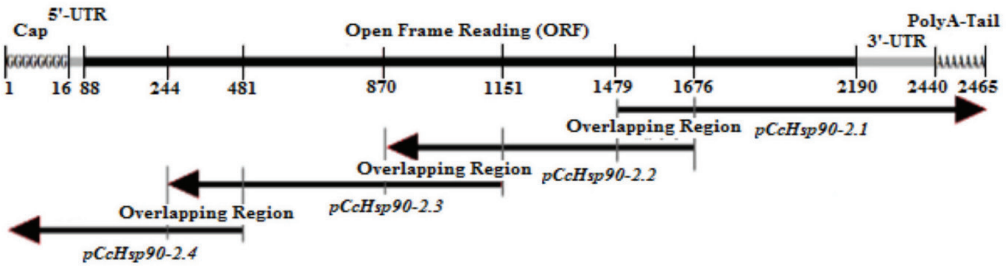 5'-UTR
PolyA-Tail
Cap
Open Frame Reading (ORF)
3'-UTR
GGGGGGGG
1 16 88 244 481 870 1151 1479 1676 2190 2440 2465
Overlapping Region pCcHsp90-2.1
Overlapping Region pCcHsp90-2.2
Overlapping Region pCcHsp90-2.3
pCcHsp90-2.4